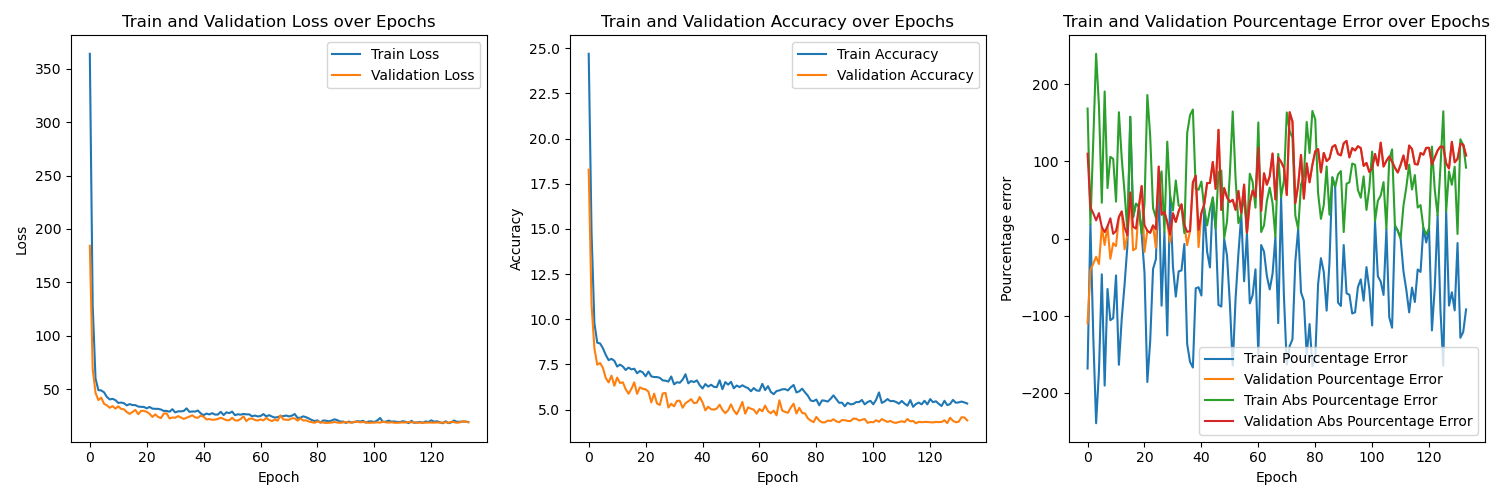 Train and Validation Loss over Epochs
Loss
350
300
250
200
150
100
50
0
20
40
60
80
100
120
Epoch
Train Loss
Validation Loss
Train and Validation Accuracy over Epochs
Accuracy
25.0
22.5
20.0
17.5
15.0
12.5
10.0
7.5
5.0
0
20
40
60
80
100
120
Epoch
Train Accuracy
Validation Accuracy
Train and Validation Pourcentage Error over Epochs
Pourcentage error
200
100
0
−100
−200
0
20
40
60
80
100
120
Epoch
Train Pourcentage Error
Validation Pourcentage Error
Train Abs Pourcentage Error
Validation Abs Pourcentage Error